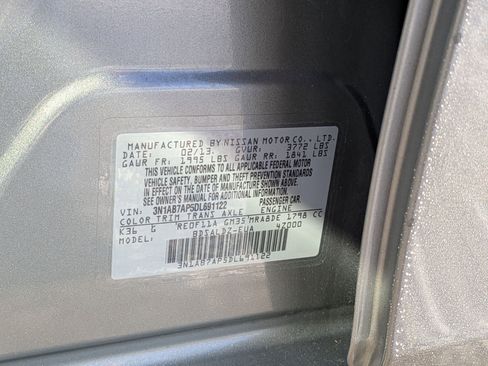 MANUFACTURED BY NISSAN MOTOR CO., LTD.
DATE: 02/13 GVWR: 3772 LBS
GAWR FR: 1995 LBS GAWR RR: 1841 LBS
THIS VEHICLE CONFORMS TO ALL APPLICABLE FEDERAL MOTOR
VEHICLE SAFETY, BUMPER, AND THEFT PREVENTION STANDARDS
IN EFFECT ON THE DATE OF MANUFACTURE SHOWN ABOVE.
SEE OWNER'S MANUAL FOR ADDITIONAL INFORMATION.
VIN: 3N1AB7AP5DL691122 PASSENGER CAR.
COLOR TRIM TRANS AXLE ENGINE
K36 G RE0F11A GM35 MRA8DE 1798 CC
MODEL: BDSALDZ-EUA 4Z000
3N1AB7AP5DL691122